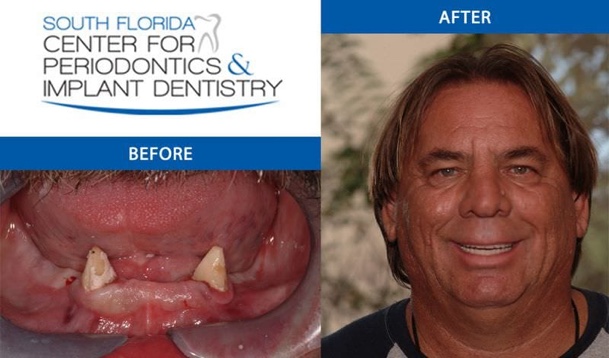 SOUTH FLORIDA
CENTER FOR
PERIODONTICS &
IMPLANT DENTISTRY
BEFORE
AFTER